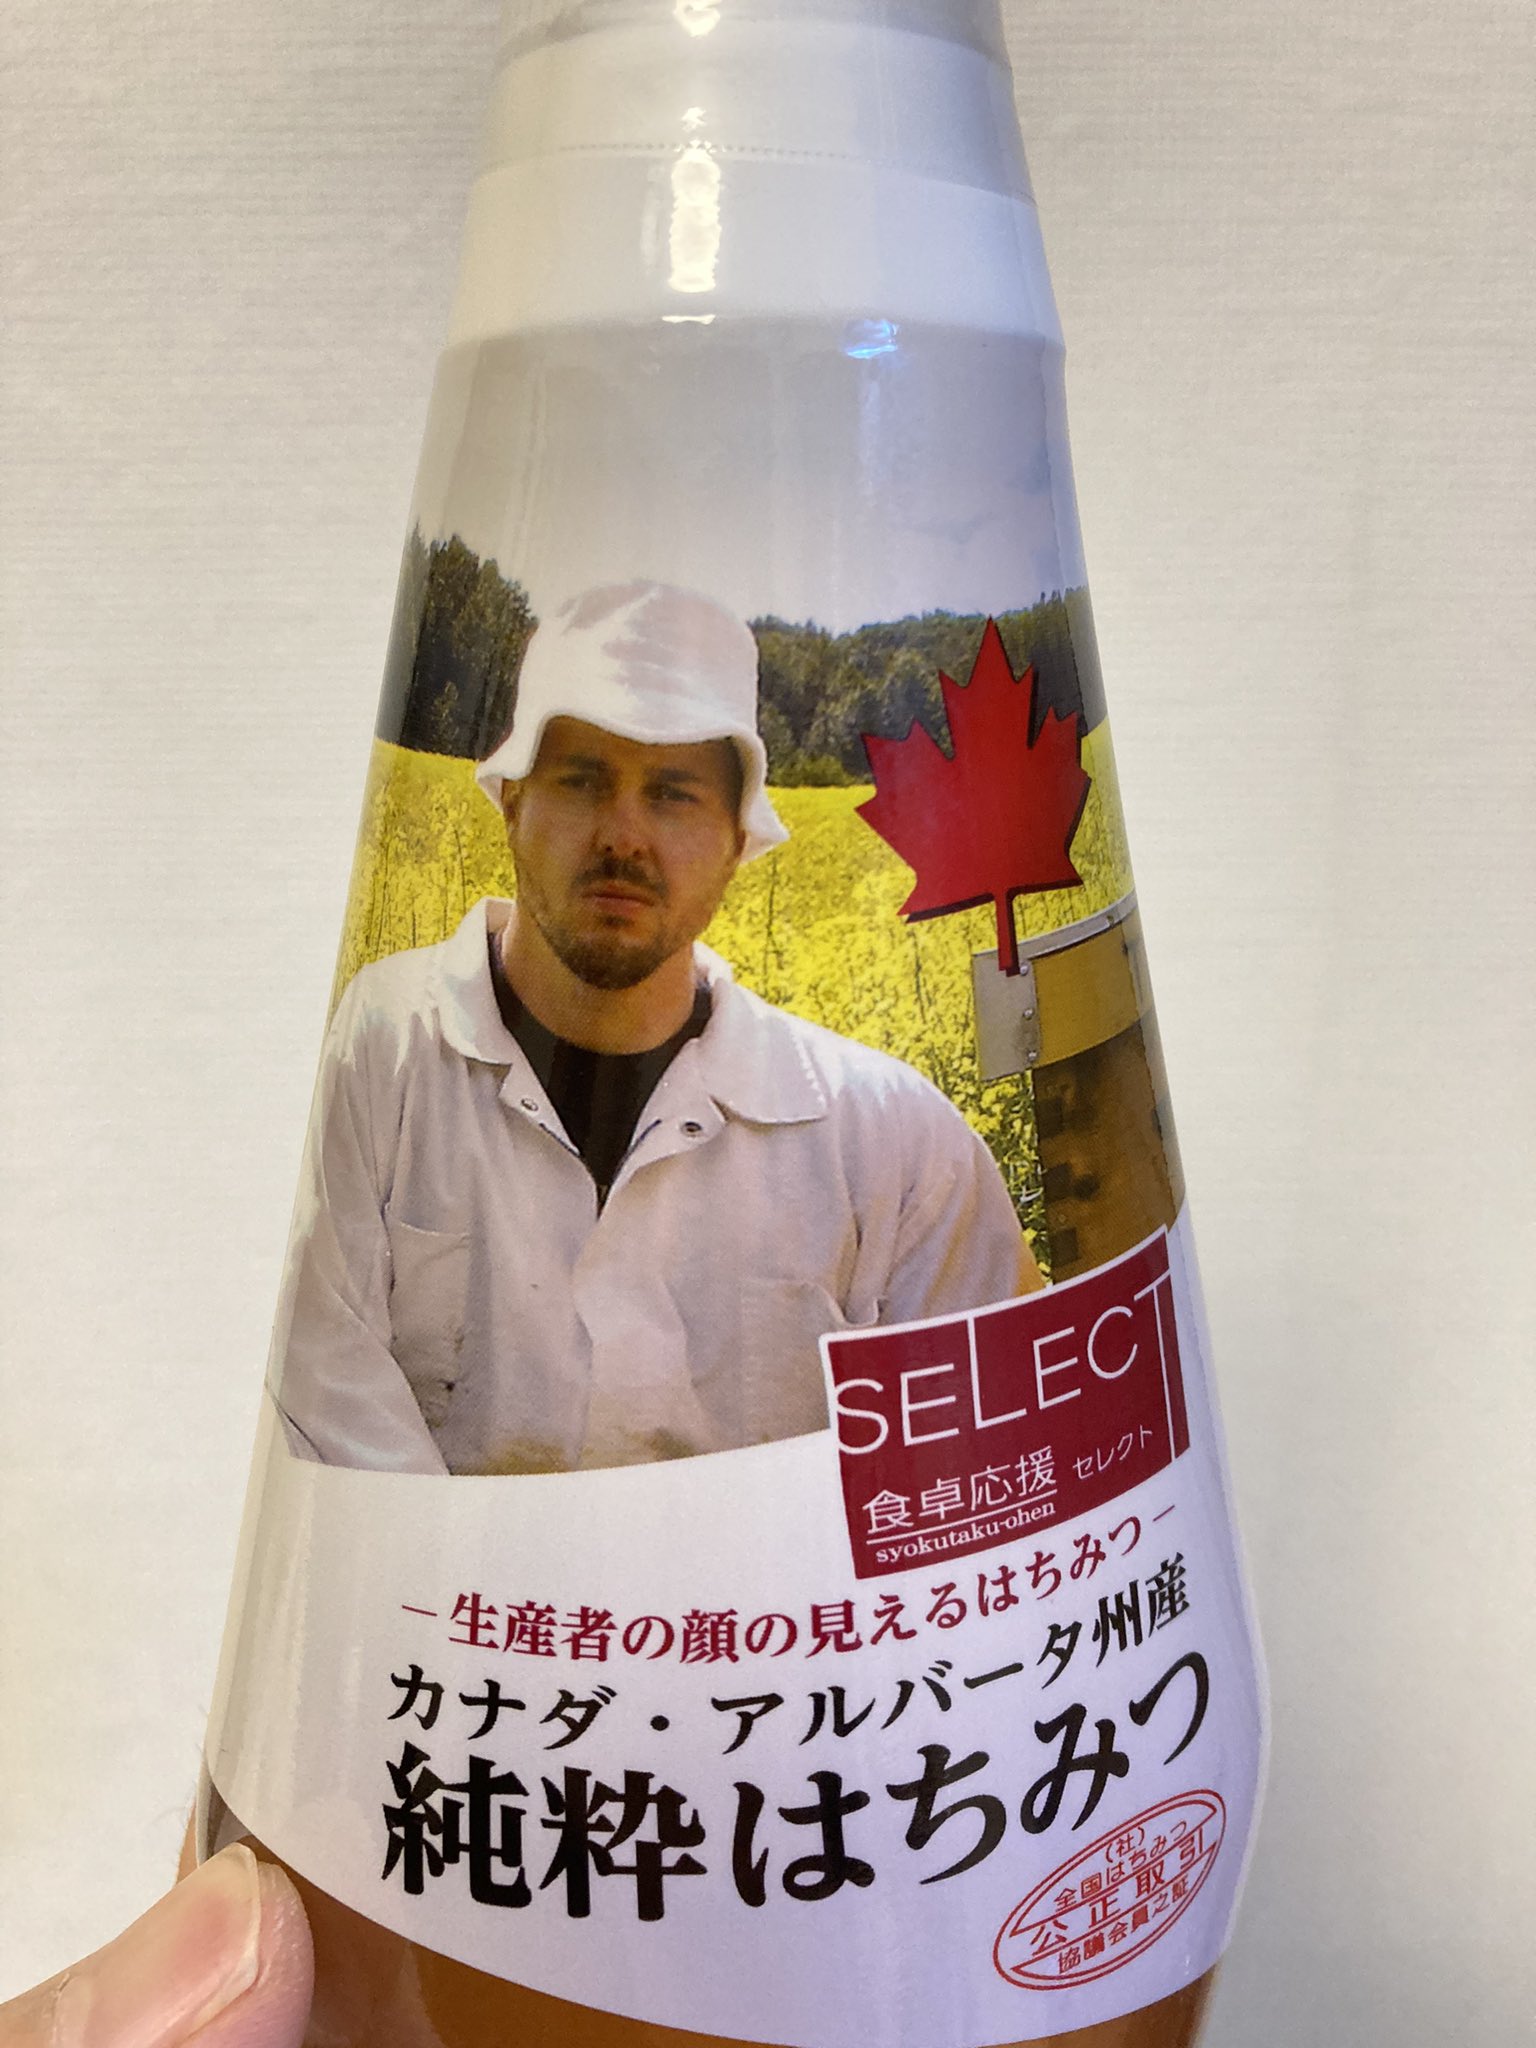 SELECT
食卓応援 セレクト
syokutaku-ohen
－生産者の顔の見えるはちみつ－
カナダ・アルバータ州産
純粋はちみつ
(社)
全国はちみつ
公正取引
協議会員之証